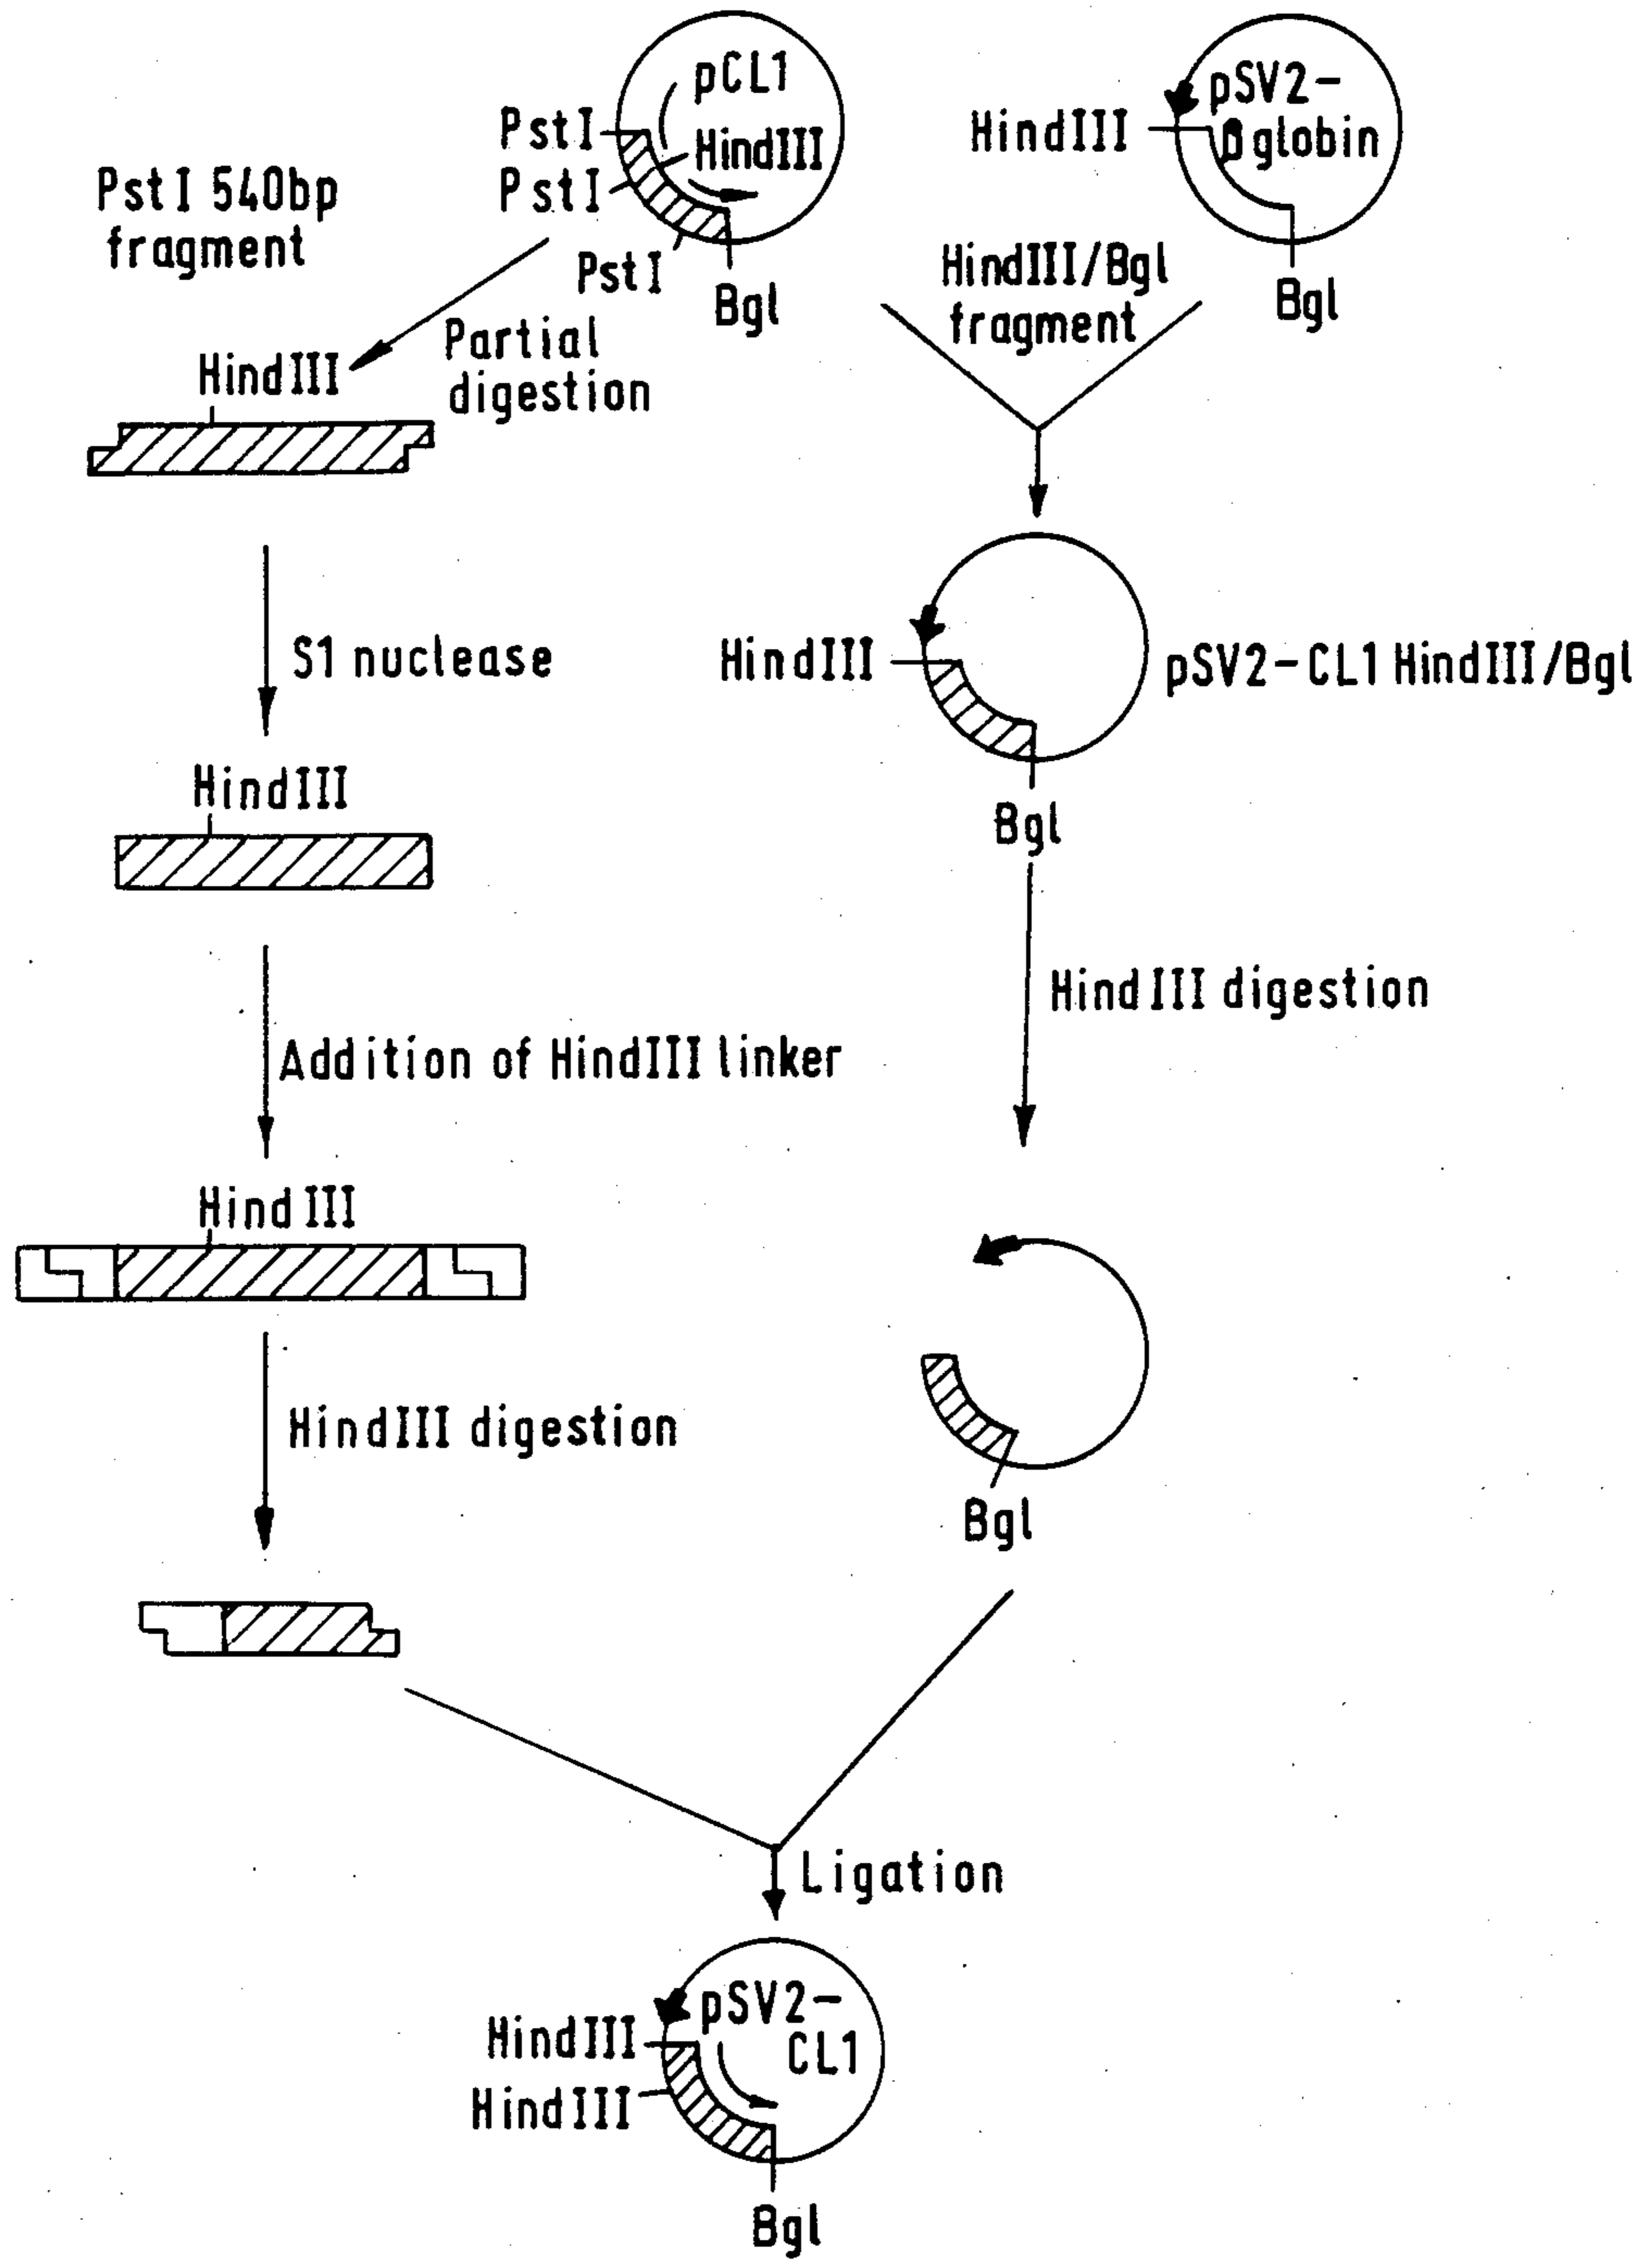 pCL1
HindIII
PstI
PstI
PstI
Bgl
pSV2-
βglobin
HindIII
Bgl
PstI 540bp
fragment
Partial
digestion
HindIII/Bgl
fragment
HindIII
S1 nuclease
HindIII
pSV2-CL1 HindIII/Bgl
Bgl
HindIII
HindIII digestion
Addition of HindIII linker
HindIII
HindIII digestion
Bgl
Ligation
pSV2-
CL1
HindIII
HindIII
Bgl